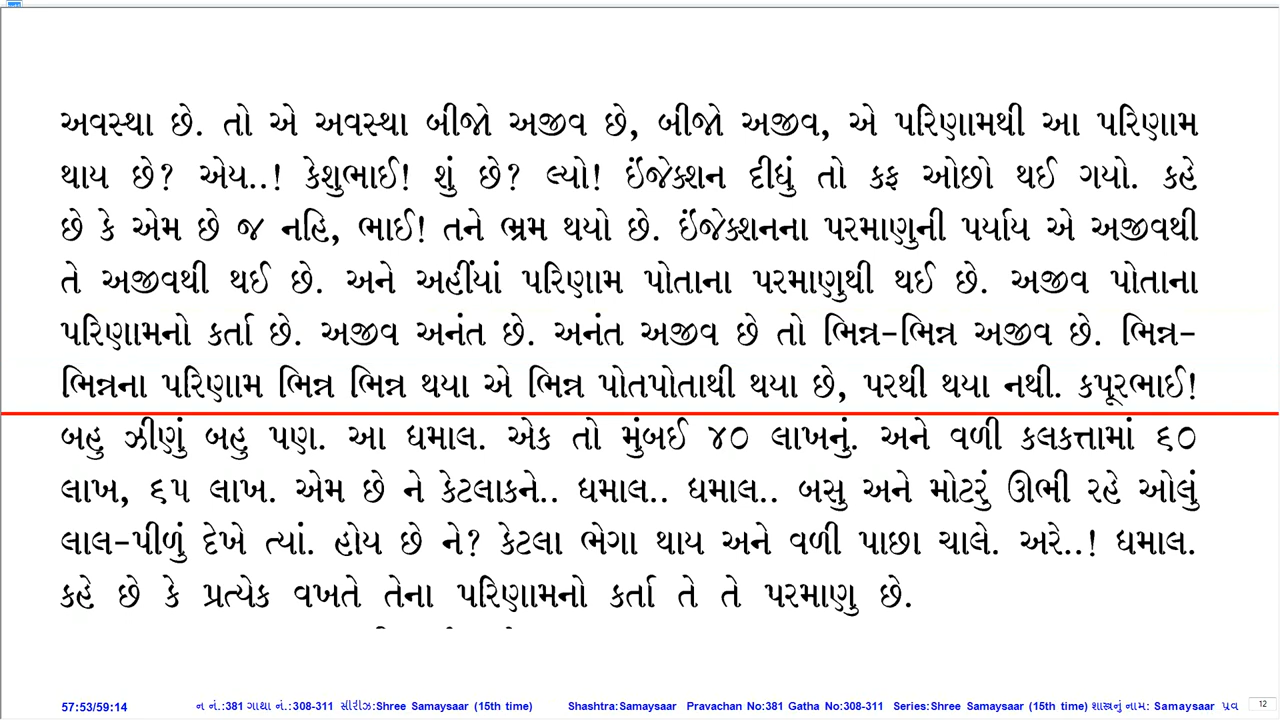 અવસ્થા છે. તો એ અવસ્થા બીજો અજીવ છે, બીજો અજીવ, એ પરિણામથી આ પરિણામ
થાય છે? એય..! કેશુભાઈ! શું છે? લ્યો! ઇંજેક્શન દીધું તો કફ ઓછો થઈ ગયો. કહે
છે કે એમ છે જ નહિ, ભાઈ! તને ભ્રમ થયો છે. ઇંજેક્શનના પરમાણુની પર્યાય એ અજીવથી
તે અજીવથી થઈ છે. અને અહીંયાં પરિણામ પોતાના પરમાણુથી થઈ છે. અજીવ પોતાના
પરિણામનો કર્તા છે. અજીવ અનંત છે. અનંત અજીવ છે તો ભિન્ન-ભિન્ન અજીવ છે. ભિન્ન-
ભિન્નના પરિણામ ભિન્ન ભિન્ન થયા એ ભિન્ન પોતપોતાથી થયા છે, પરથી થયા નથી. કપૂરભાઈ!
બહુ ઝીણું બહુ પણ. આ ધમાલ. એક તો મુંબઈ ૪૦ લાખનું. અને વળી કલકત્તામાં ૬૦
લાખ, ૬૫ લાખ. એમ છે ને કેટલાકને.. ધમાલ.. ધમાલ.. બસુ અને મોટરું ઊભી રહે ઓલું
લાલ-પીળું દેખે ત્યાં. હોય છે ને? કેટલા ભેગા થાય અને વળી પાછા ચાલે. અરે..! ધમાલ.
કહે છે કે પ્રત્યેક વખતે તેના પરિણામનો કર્તા તે તે પરમાણુ છે.
57:53/59:14 ન નં.:381 ગાથા નં.:308-311 સીરીઝ:Shree Samaysaar (15th time) Shashtra:Samaysaar Pravachan No:381 Gatha No:308-311 Series:Shree Samaysaar (15th time) શાસ્ત્રનું નામ: Samaysaar પ્રવ 12